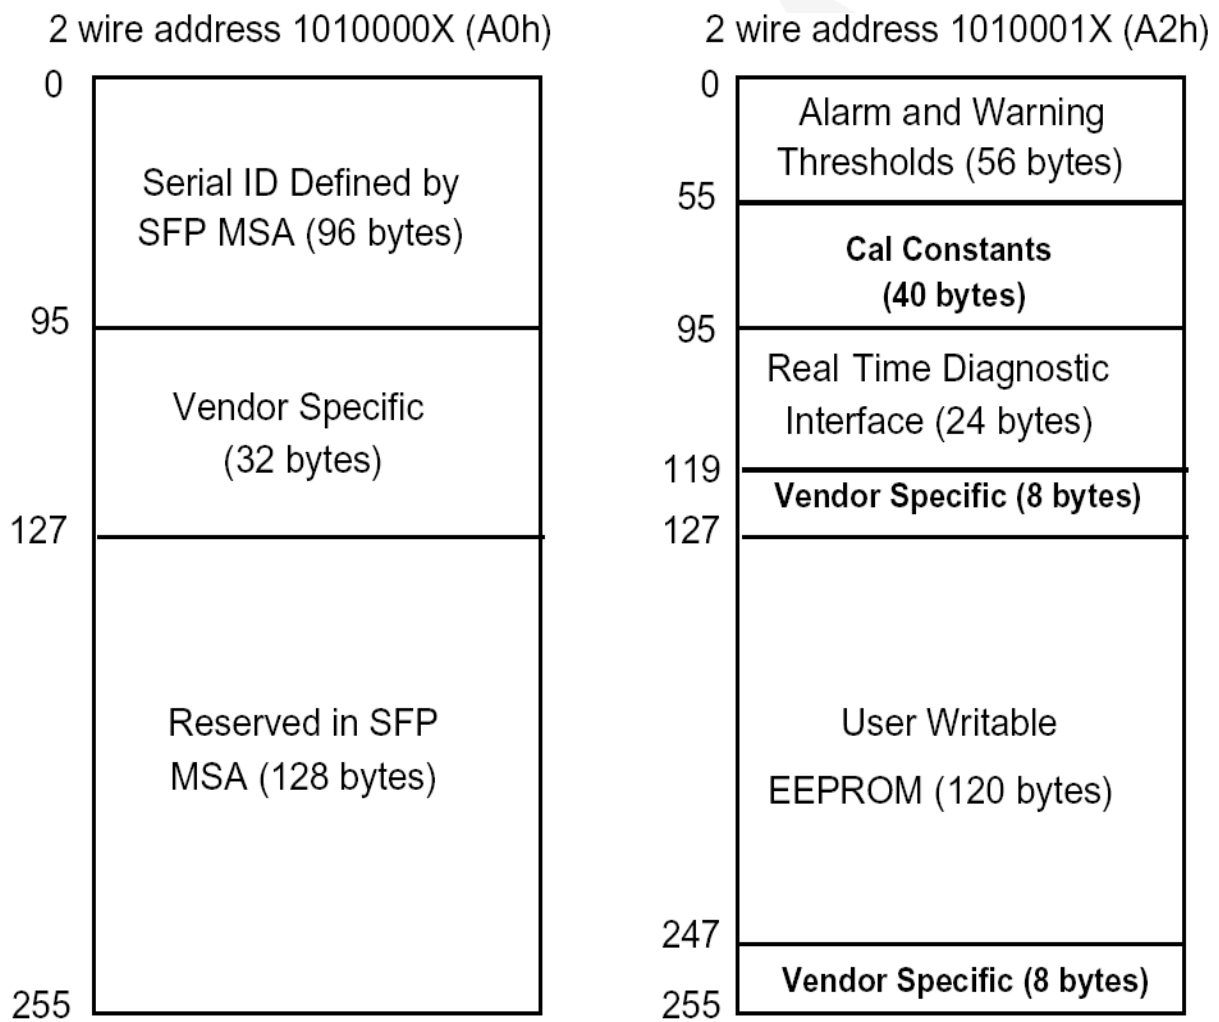 2 wire address 1010000X (A0h)
0
Serial ID Defined by
SFP MSA (96 bytes)
95
Vendor Specific
(32 bytes)
127
Reserved in SFP
MSA (128 bytes)
255
2 wire address 1010001X (A2h)
0
Alarm and Warning
Thresholds (56 bytes)
55
Cal Constants
(40 bytes)
95
Real Time Diagnostic
Interface (24 bytes)
119
Vendor Specific (8 bytes)
127
User Writable
EEPROM (120 bytes)
247
Vendor Specific (8 bytes)
255